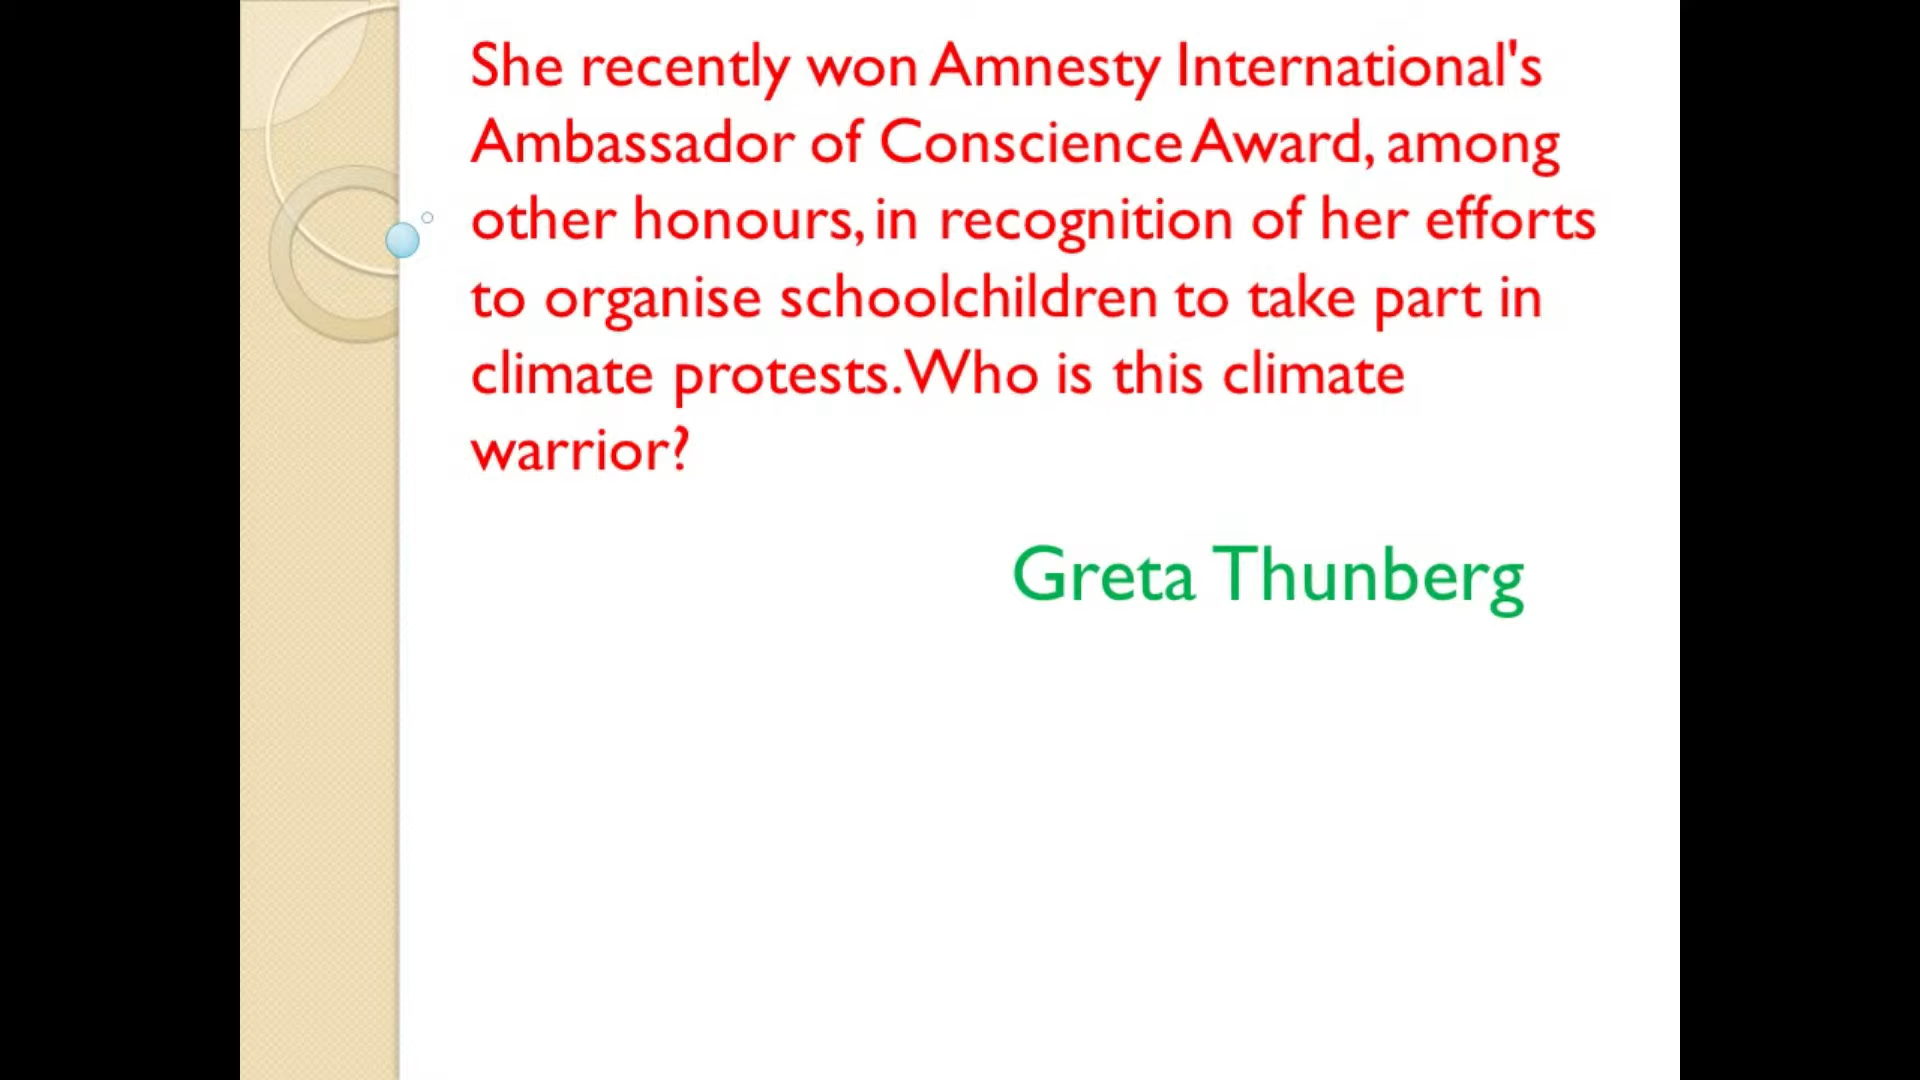 She recently won Amnesty International's
Ambassador of Conscience Award, among
other honours, in recognition of her efforts
to organise schoolchildren to take part in
climate protests. Who is this climate
warrior?
Greta Thunberg